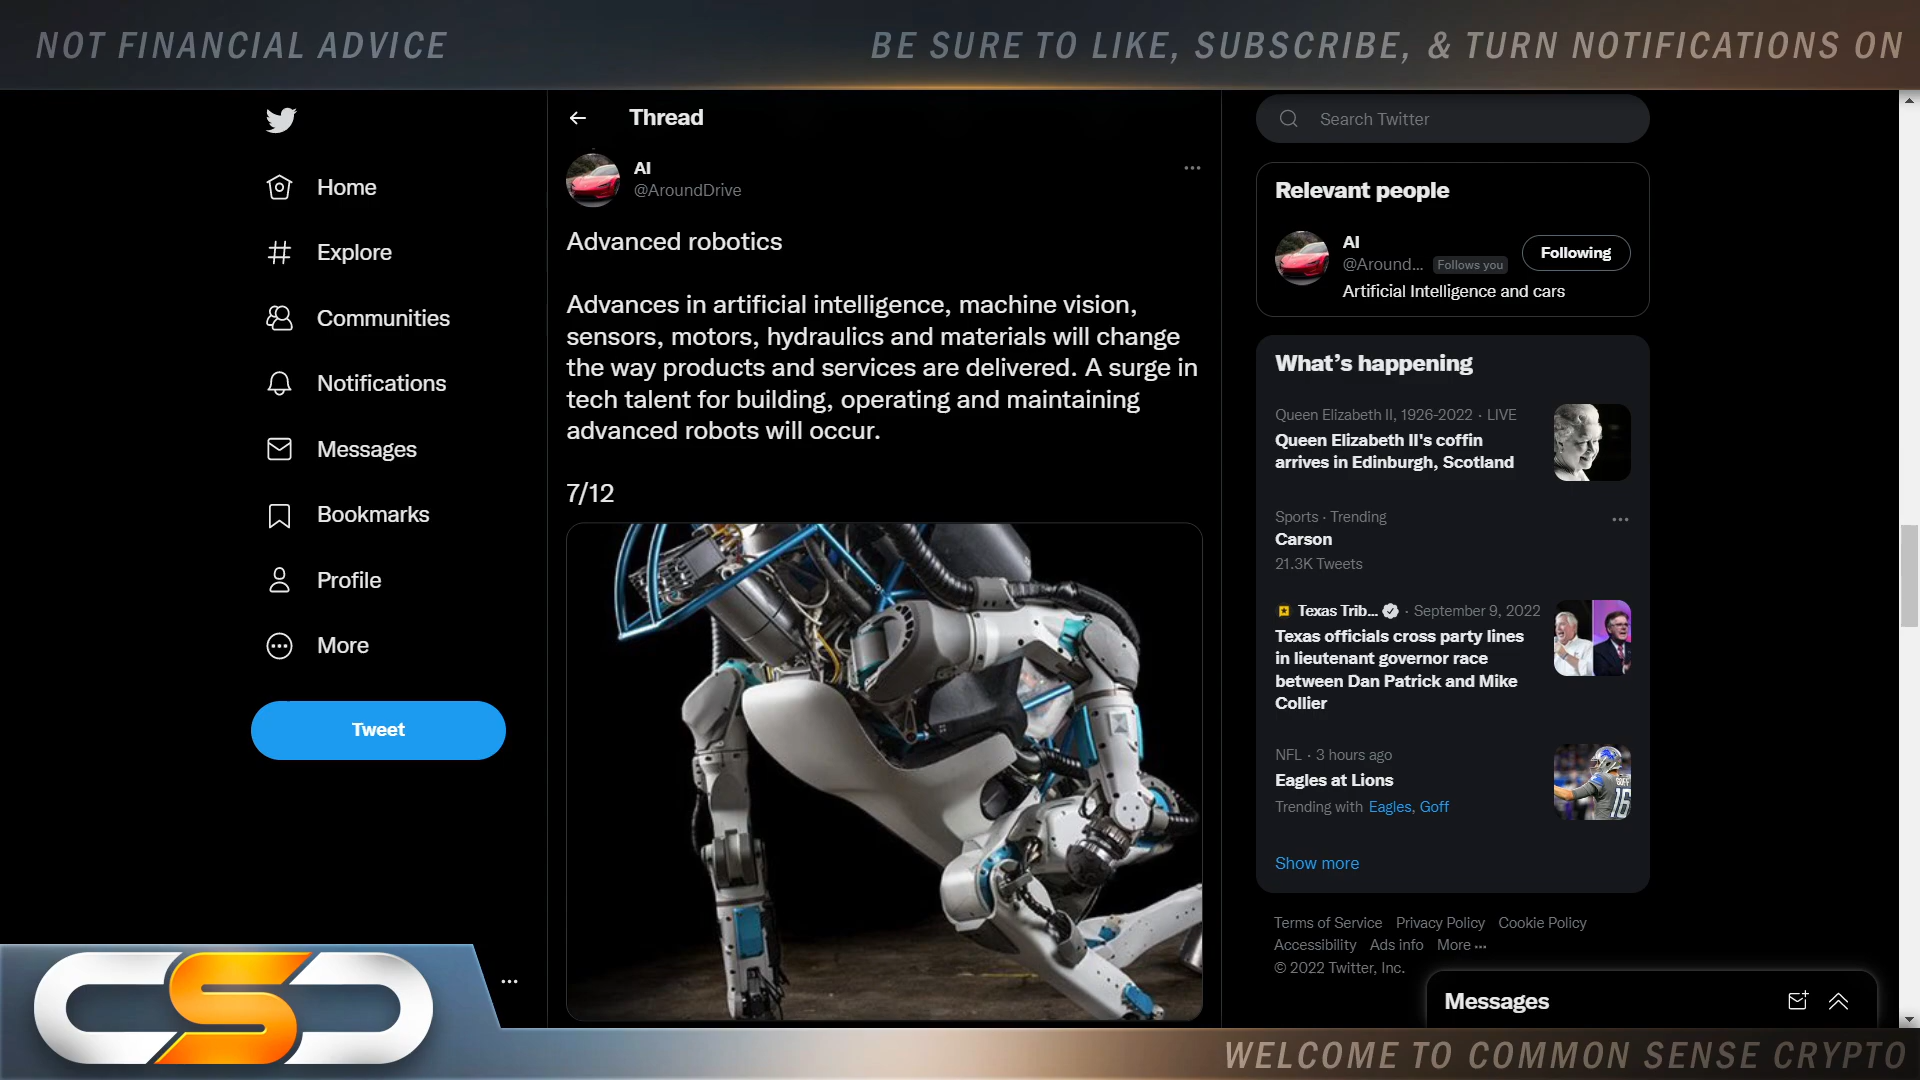 NOT FINANCIAL ADVICE
BE SURE TO LIKE, SUBSCRIBE, & TURN NOTIFICATIONS ON
Home
Explore
Communities
Notifications
Messages
Bookmarks
Profile
More
Tweet
Thread
AI
@AroundDrive
Advanced robotics
Advances in artificial intelligence, machine vision,
sensors, motors, hydraulics and materials will change
the way products and services are delivered. A surge in
tech talent for building, operating and maintaining
advanced robots will occur.
7/12
Search Twitter
Relevant people
AI
@Around... Follows you
Following
Artificial Intelligence and cars
What's happening
Queen Elizabeth II, 1926-2022 · LIVE
Queen Elizabeth II's coffin
arrives in Edinburgh, Scotland
Sports · Trending
Carson
21.3K Tweets
Texas Trib... · September 9, 2022
Texas officials cross party lines
in lieutenant governor race
between Dan Patrick and Mike
Collier
NFL · 3 hours ago
Eagles at Lions
Trending with Eagles, Goff
GOFF
16
Show more
Terms of Service Privacy Policy Cookie Policy
Accessibility Ads info More ...
© 2022 Twitter, Inc.
Messages
CSC
WELCOME TO COMMON SENSE CRYPTO